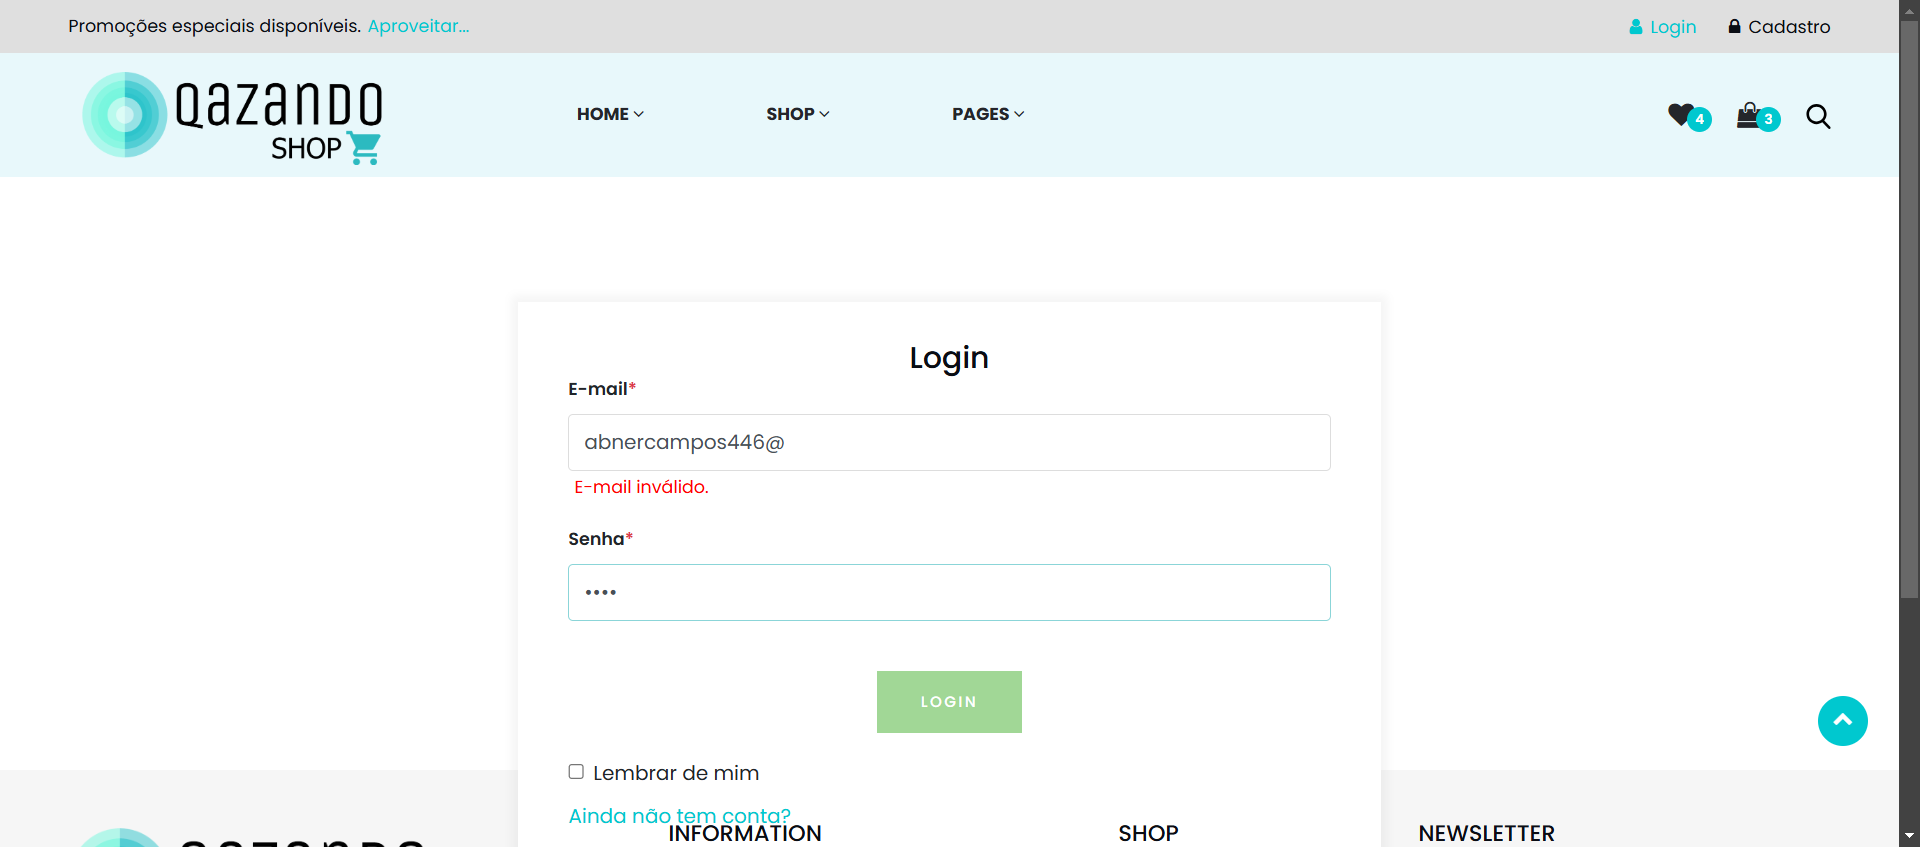 Promoções especiais disponíveis. Aproveitar...
Login
Cadastro
QAZANDO
SHOP
HOME
SHOP
PAGES
4
3
Login
E-mail*
abnercampos446@
E-mail inválido.
Senha*
••••
LOGIN
Lembrar de mim
Ainda não tem conta?
INFORMATION
SHOP
NEWSLETTER